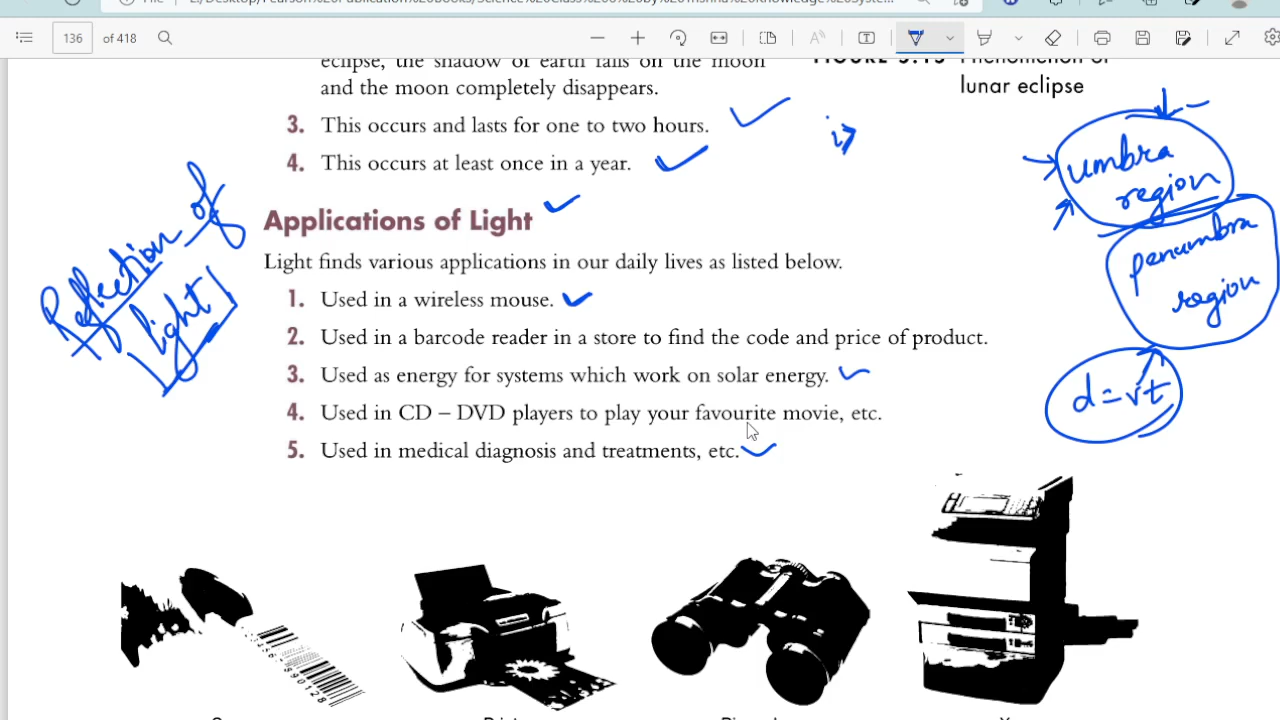 136 of 418
eclipse, the shadow of earth falls on the moon
and the moon completely disappears.
Phenomenon of
lunar eclipse
3. This occurs and lasts for one to two hours.
4. This occurs at least once in a year.
umbra
region
penumbra
region
d=vt
Reflection of
light
Applications of Light
Light finds various applications in our daily lives as listed below.
1. Used in a wireless mouse.
2. Used in a barcode reader in a store to find the code and price of product.
3. Used as energy for systems which work on solar energy.
4. Used in CD – DVD players to play your favourite movie, etc.
5. Used in medical diagnosis and treatments, etc.